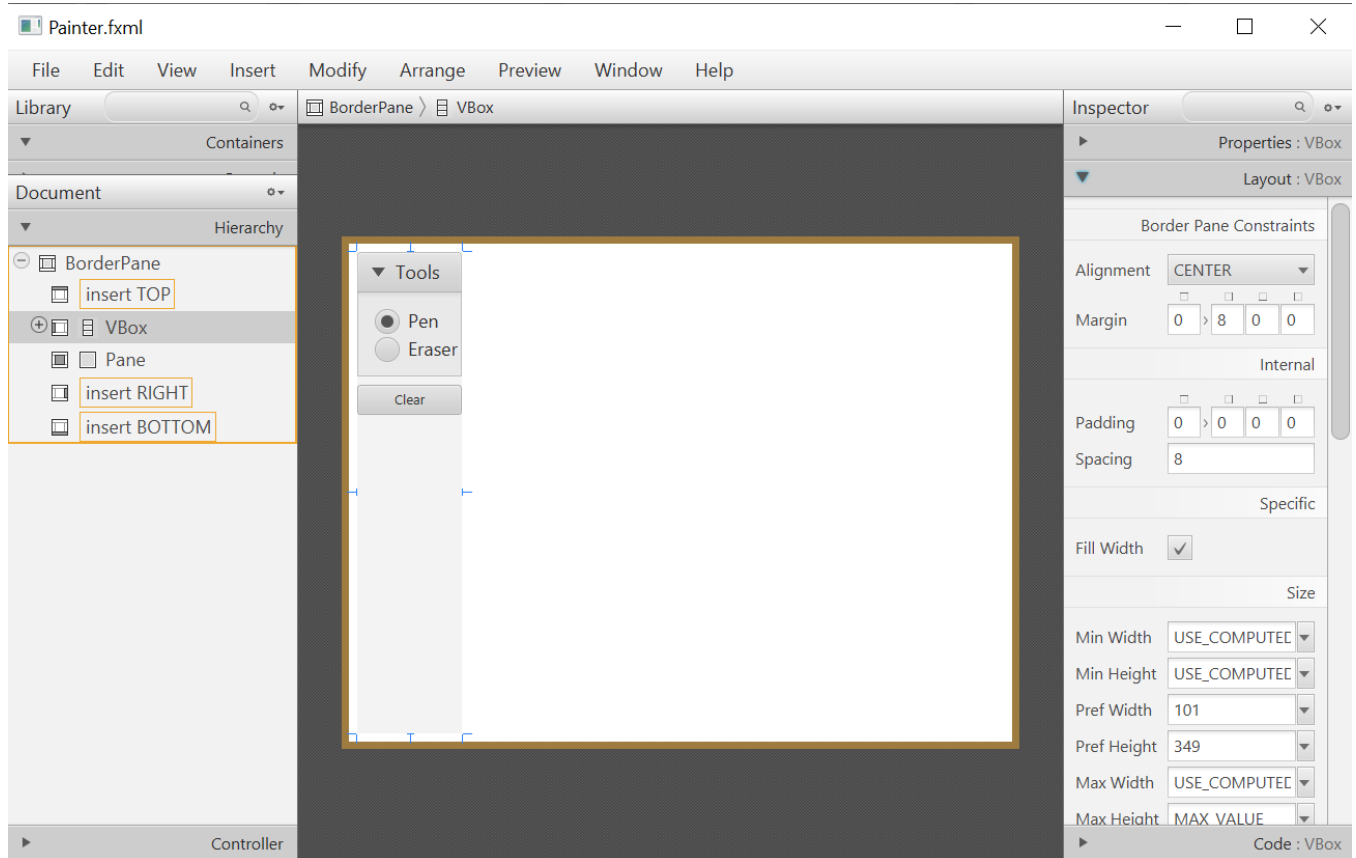 Painter.fxml
File Edit View Insert Modify Arrange Preview Window Help
Library
Containers
Document
Hierarchy
BorderPane
insert TOP
VBox
Pane
insert RIGHT
insert BOTTOM
Controller
BorderPane VBox
Tools
Pen
Eraser
Clear
Inspector
Properties : VBox
Layout : VBox
Border Pane Constraints
Alignment CENTER
Margin 0 8 0 0
Internal
Padding 0 0 0 0
Spacing 8
Specific
Fill Width
Size
Min Width USE_COMPUTED
Min Height USE_COMPUTED
Pref Width 101
Pref Height 349
Max Width USE_COMPUTED
Max Height MAX_VALUE
Code : VBox